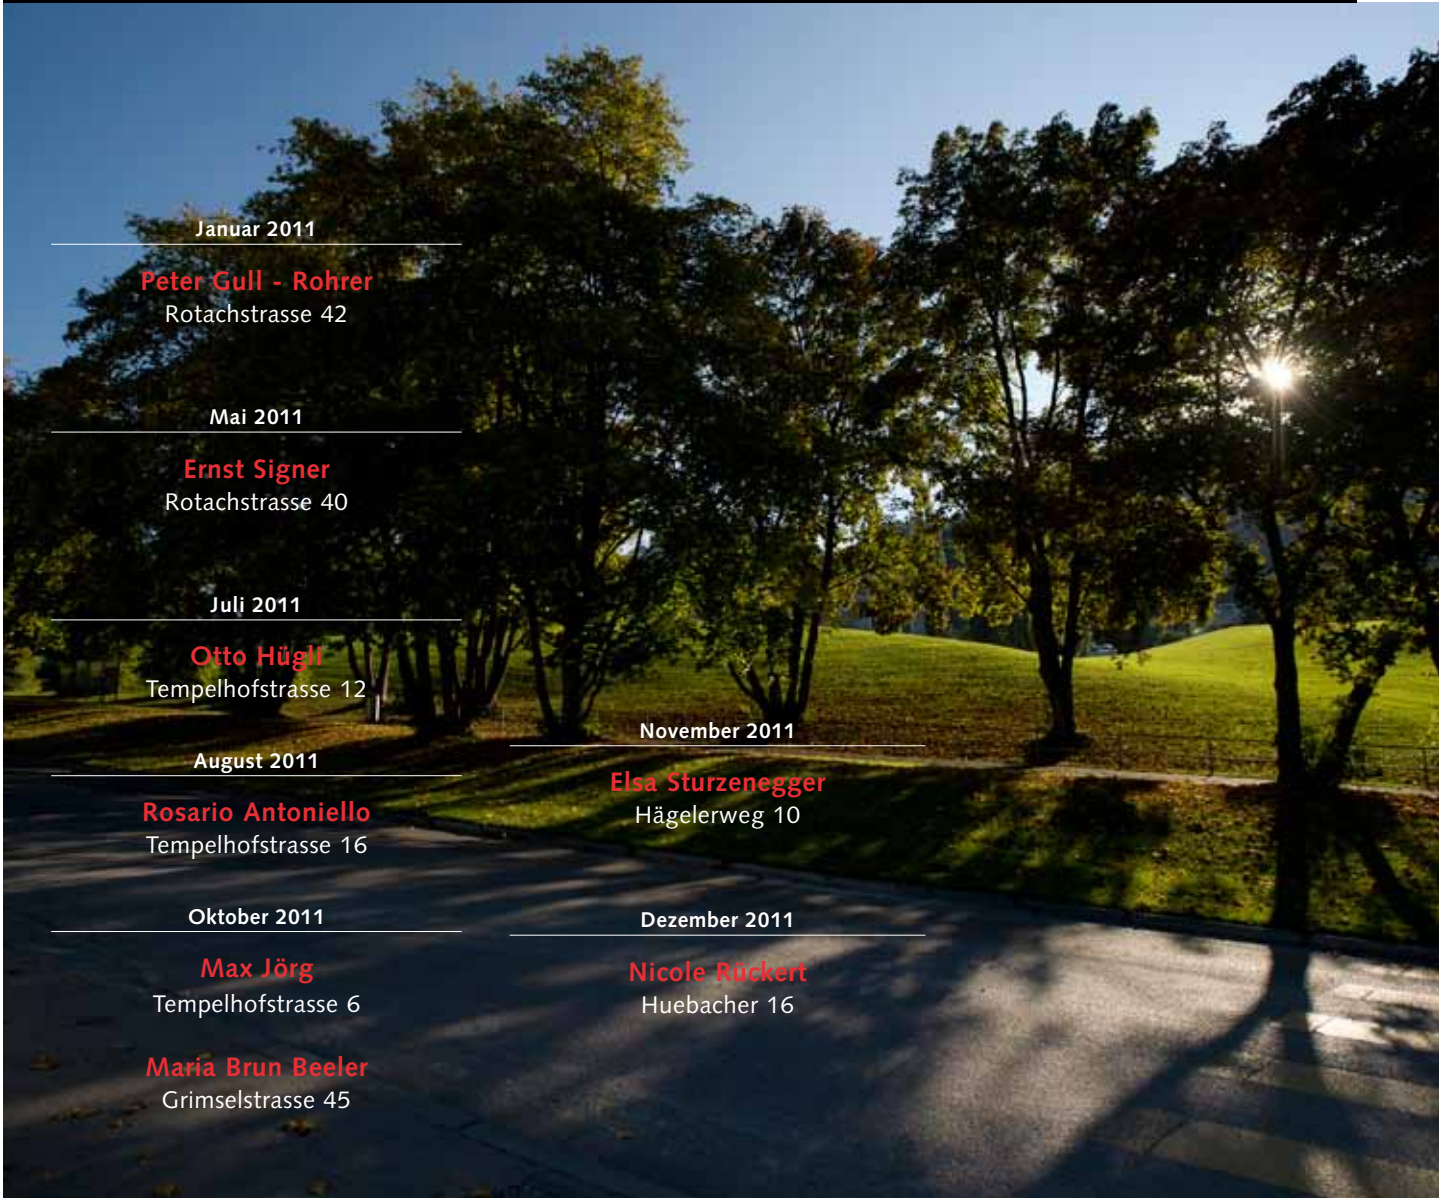 Januar 2011
Peter Gull - Rohrer
Rotachstrasse 42
Mai 2011
Ernst Signer
Rotachstrasse 40
Juli 2011
Otto Hügli
Tempelhofstrasse 12
August 2011
Rosario Antoniello
Tempelhofstrasse 16
Oktober 2011
Max Jörg
Tempelhofstrasse 6
Maria Brun Beeler
Grimselstrasse 45
November 2011
Elsa Sturzenegger
Hägelerweg 10
Dezember 2011
Nicole Rückert
Huebacher 16